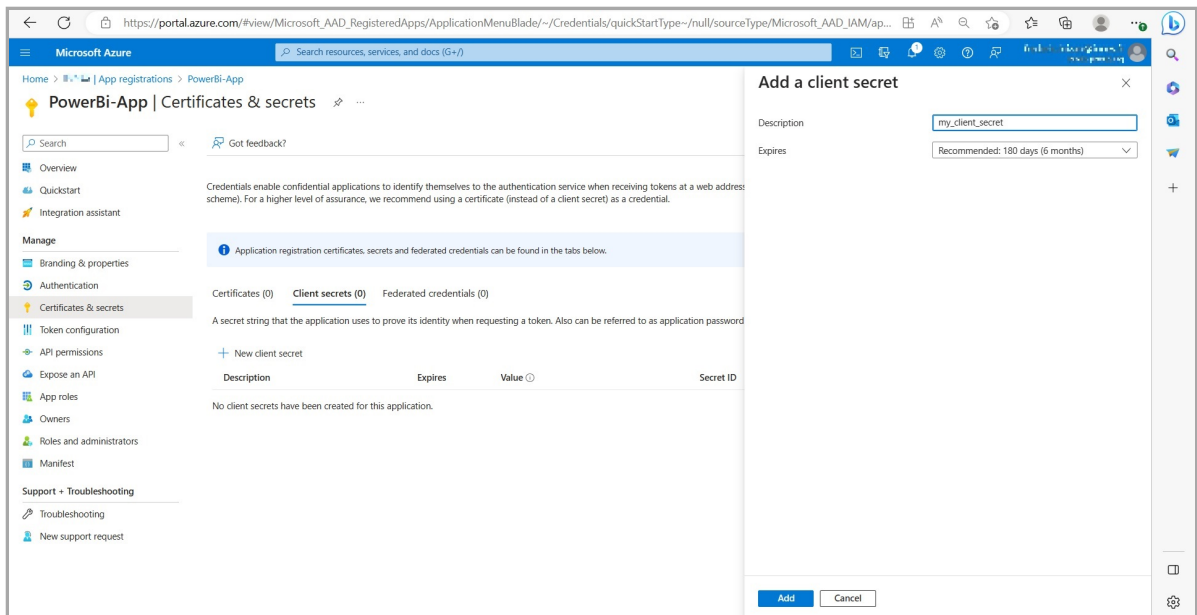 https://portal.azure.com/#view/Microsoft_AAD_RegisteredApps/ApplicationMenuBlade/~/Credentials/quickStartType~/null/sourceType/Microsoft_AAD_IAM/ap...
Microsoft Azure
Search resources, services, and docs (G+/)
Home > | App registrations > PowerBi-App
PowerBi-App | Certificates & secrets
Search
Got feedback?
Overview
Quickstart
Integration assistant
Manage
Branding & properties
Authentication
Certificates & secrets
Token configuration
API permissions
Expose an API
App roles
Owners
Roles and administrators
Manifest
Support + Troubleshooting
Troubleshooting
New support request
Credentials enable confidential applications to identify themselves to the authentication service when receiving tokens at a web address
scheme). For a higher level of assurance, we recommend using a certificate (instead of a client secret) as a credential.
Application registration certificates, secrets and federated credentials can be found in the tabs below.
Certificates (0) Client secrets (0) Federated credentials (0)
A secret string that the application uses to prove its identity when requesting a token. Also can be referred to as application password
New client secret
Description Expires Value Secret ID
No client secrets have been created for this application.
Add a client secret
Description my_client_secret
Expires Recommended: 180 days (6 months)
Add Cancel